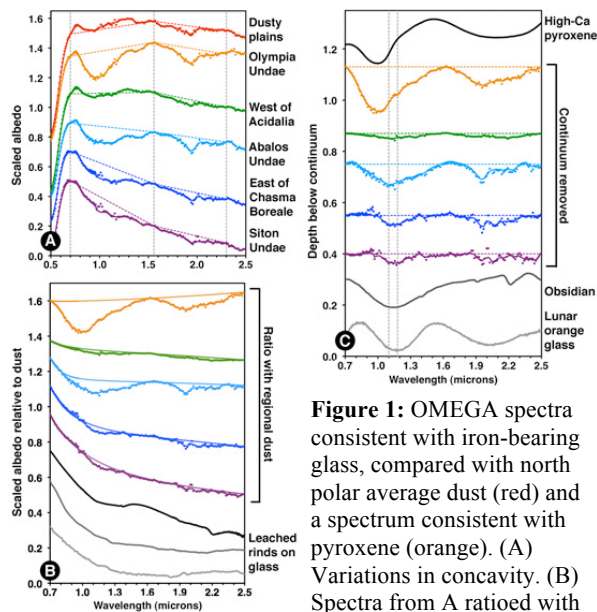 1.6
1.4
1.2
1.0
0.8
0.6
0.4
0.2
0.0
Scaled albedo
A
0.5 1.0 1.5 2.0 2.5
Dusty
plains
Olympia
Undae
West of
Acidalia
Abalos
Undae
East of
Chasma
Boreale
Siton
Undae
1.6
1.4
1.2
1.0
0.8
0.6
0.4
0.2
0.0
Scaled albedo relative to dust
B
0.7 1.0 1.3 1.6 1.9 2.2 2.5
Wavelength (microns)
Ratio with
regional dust
Leached
rinds on
glass
1.2
1.0
0.8
0.6
0.4
0.2
0.0
Depth below continuum
C
0.7 1.0 1.3 1.6 1.9 2.2 2.5
Wavelength (microns)
High-Ca
pyroxene
Continuum removed
Obsidian
Lunar
orange
glass
Figure 1: OMEGA spectra
consistent with iron-bearing
glass, compared with north
polar average dust (red) and
a spectrum consistent with
pyroxene (orange). (A)
Variations in concavity. (B)
Spectra from A ratioed with